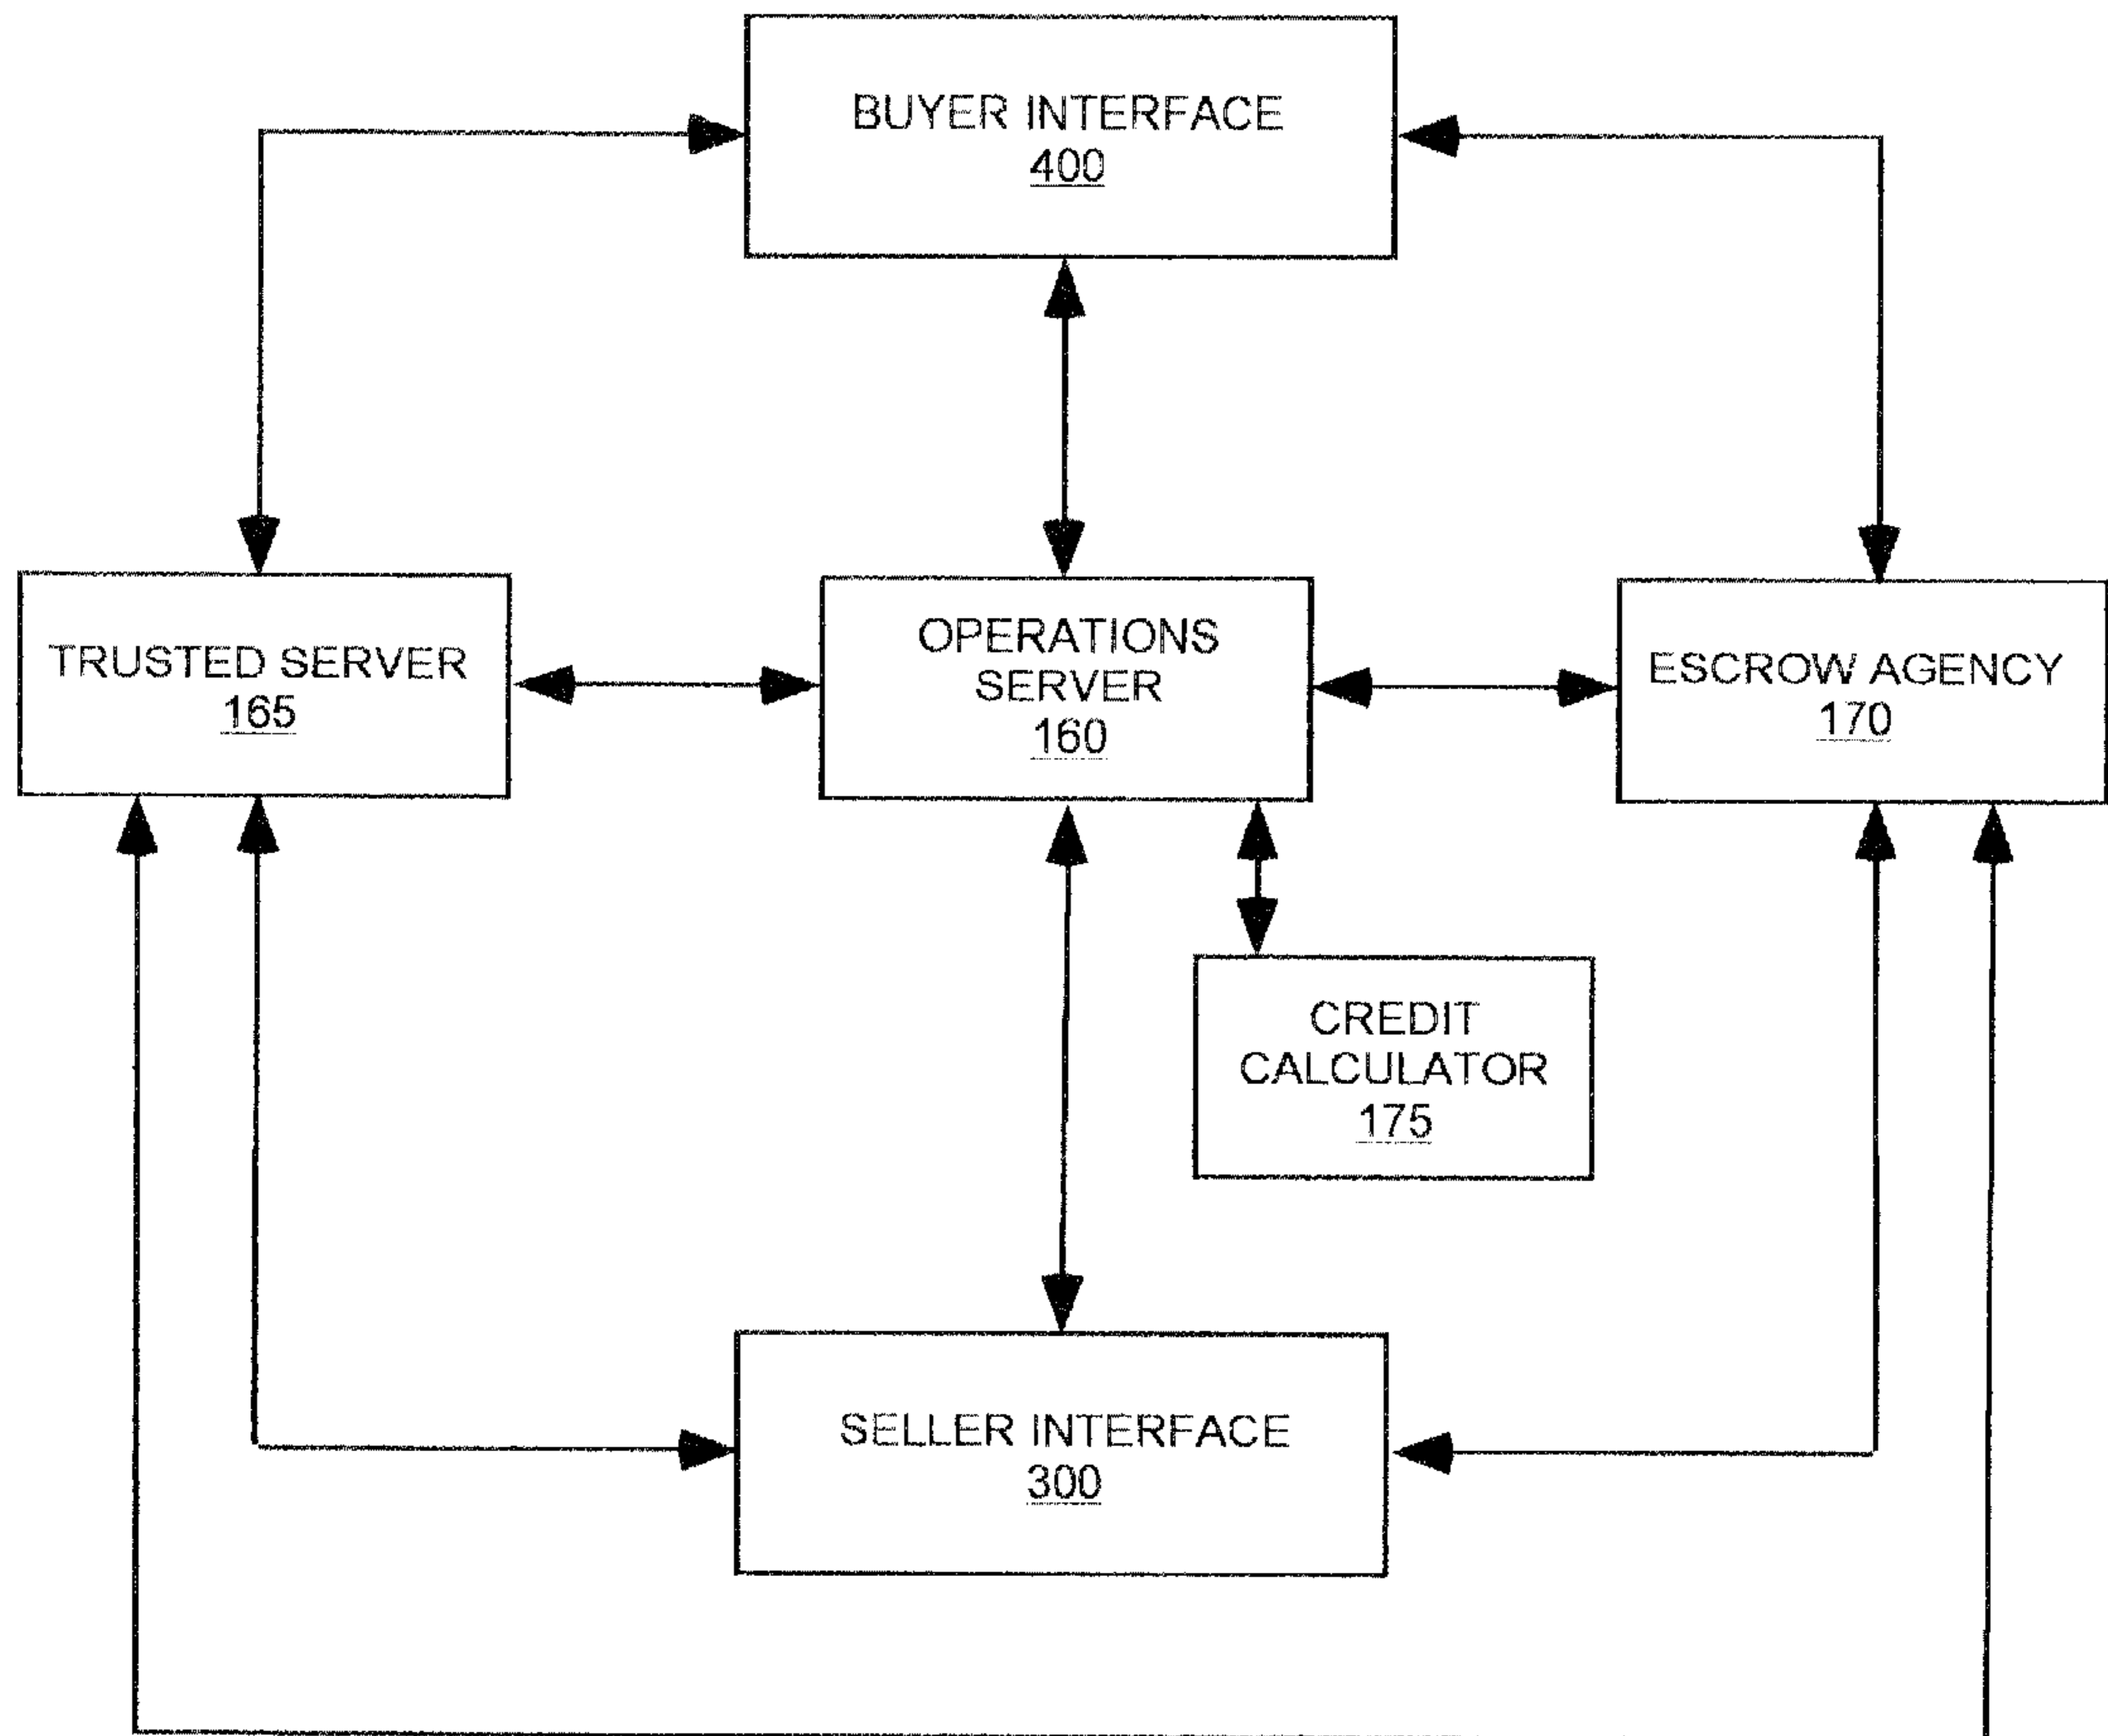 BUYER INTERFACE
400
TRUSTED SERVER
165
OPERATIONS
SERVER
160
ESCROW AGENCY
170
CREDIT
CALCULATOR
175
SELLER INTERFACE
300